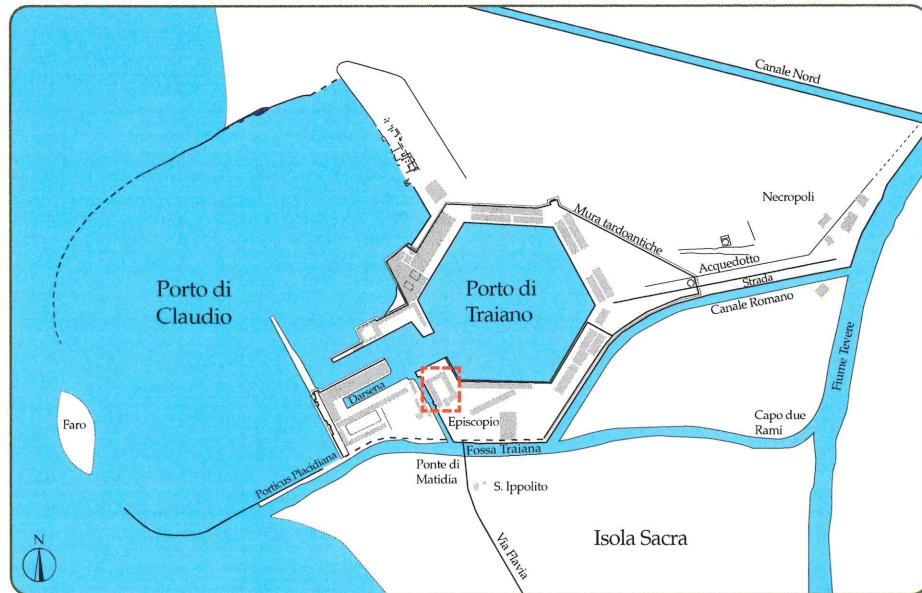 Canale Nord
Necropoli
Mura tardoantiche
Acquedotto
Strada
Canale Romano
Porto di
Claudio
Porto di
Traiano
Fiume Tevere
Darsena
Faro
Episcopio
Capo due
Rami
Fossa Traiana
Porticus Placidiana
Ponte di
Matidia
S. Ippolito
Via Flavia
Isola Sacra
N